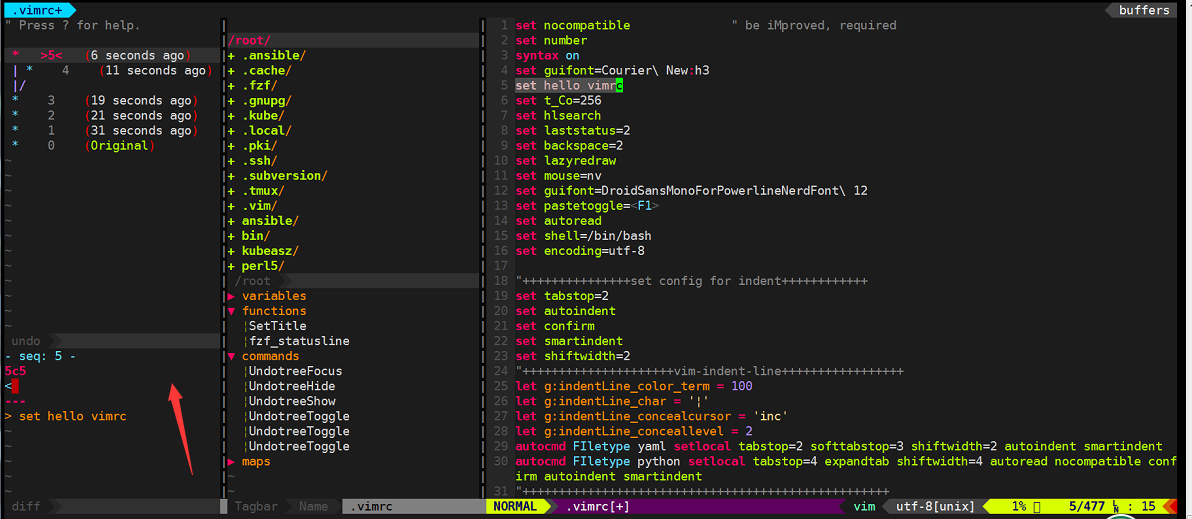 .vimrc+
buffers
" Press ? for help.
* >5< (6 seconds ago)
| * 4 (11 seconds ago)
|/
* 3 (19 seconds ago)
* 2 (21 seconds ago)
* 1 (31 seconds ago)
* 0 (Original)
~
~
~
~
~
~
~
~
~
~
~
~
undo
- seq: 5 -
5c5
<
---
> set hello vimrc
~
~
~
~
~
diff
/root/
+ .ansible/
+ .cache/
+ .fzf/
+ .gnupg/
+ .kube/
+ .local/
+ .pki/
+ .ssh/
+ .subversion/
+ .tmux/
+ .vim/
+ ansible/
+ bin/
+ kubeasz/
+ perl5/
/root
▶ variables
▼ functions
¦SetTitle
¦fzf_statusline
▼ commands
¦UndotreeFocus
¦UndotreeHide
¦UndotreeShow
¦UndotreeToggle
¦UndotreeToggle
¦UndotreeToggle
▶ maps
~
~
Tagbar Name .vimrc
1 set nocompatible " be iMproved, required
2 set number
3 syntax on
4 set guifont=Courier\ New:h3
5 set hello vimrc
6 set t_Co=256
7 set hlsearch
8 set laststatus=2
9 set backspace=2
10 set lazyredraw
11 set mouse=nv
12 set guifont=DroidSansMonoForPowerlineNerdFont\ 12
13 set pastetoggle=<F1>
14 set autoread
15 set shell=/bin/bash
16 set encoding=utf-8
17
18 "++++++++++++++++set config for indent++++++++++++
19 set tabstop=2
20 set autoindent
21 set confirm
22 set smartindent
23 set shiftwidth=2
24 "++++++++++++++++++++++vim-indent-line+++++++++++++++++
25 let g:indentLine_color_term = 100
26 let g:indentLine_char = '¦'
27 let g:indentLine_concealcursor = 'inc'
28 let g:indentLine_conceallevel = 2
29 autocmd FIletype yaml setlocal tabstop=2 softtabstop=3 shiftwidth=2 autoindent smartindent
30 autocmd FIletype python setlocal tabstop=4 expandtab shiftwidth=4 autoread nocompatible conf
irm autoindent smartindent
31 "++++++++++++++++++++++++++++++++++++++++++++++++++++++
NORMAL .vimrc[+] vim utf-8[unix] 1% 5/477 : 15